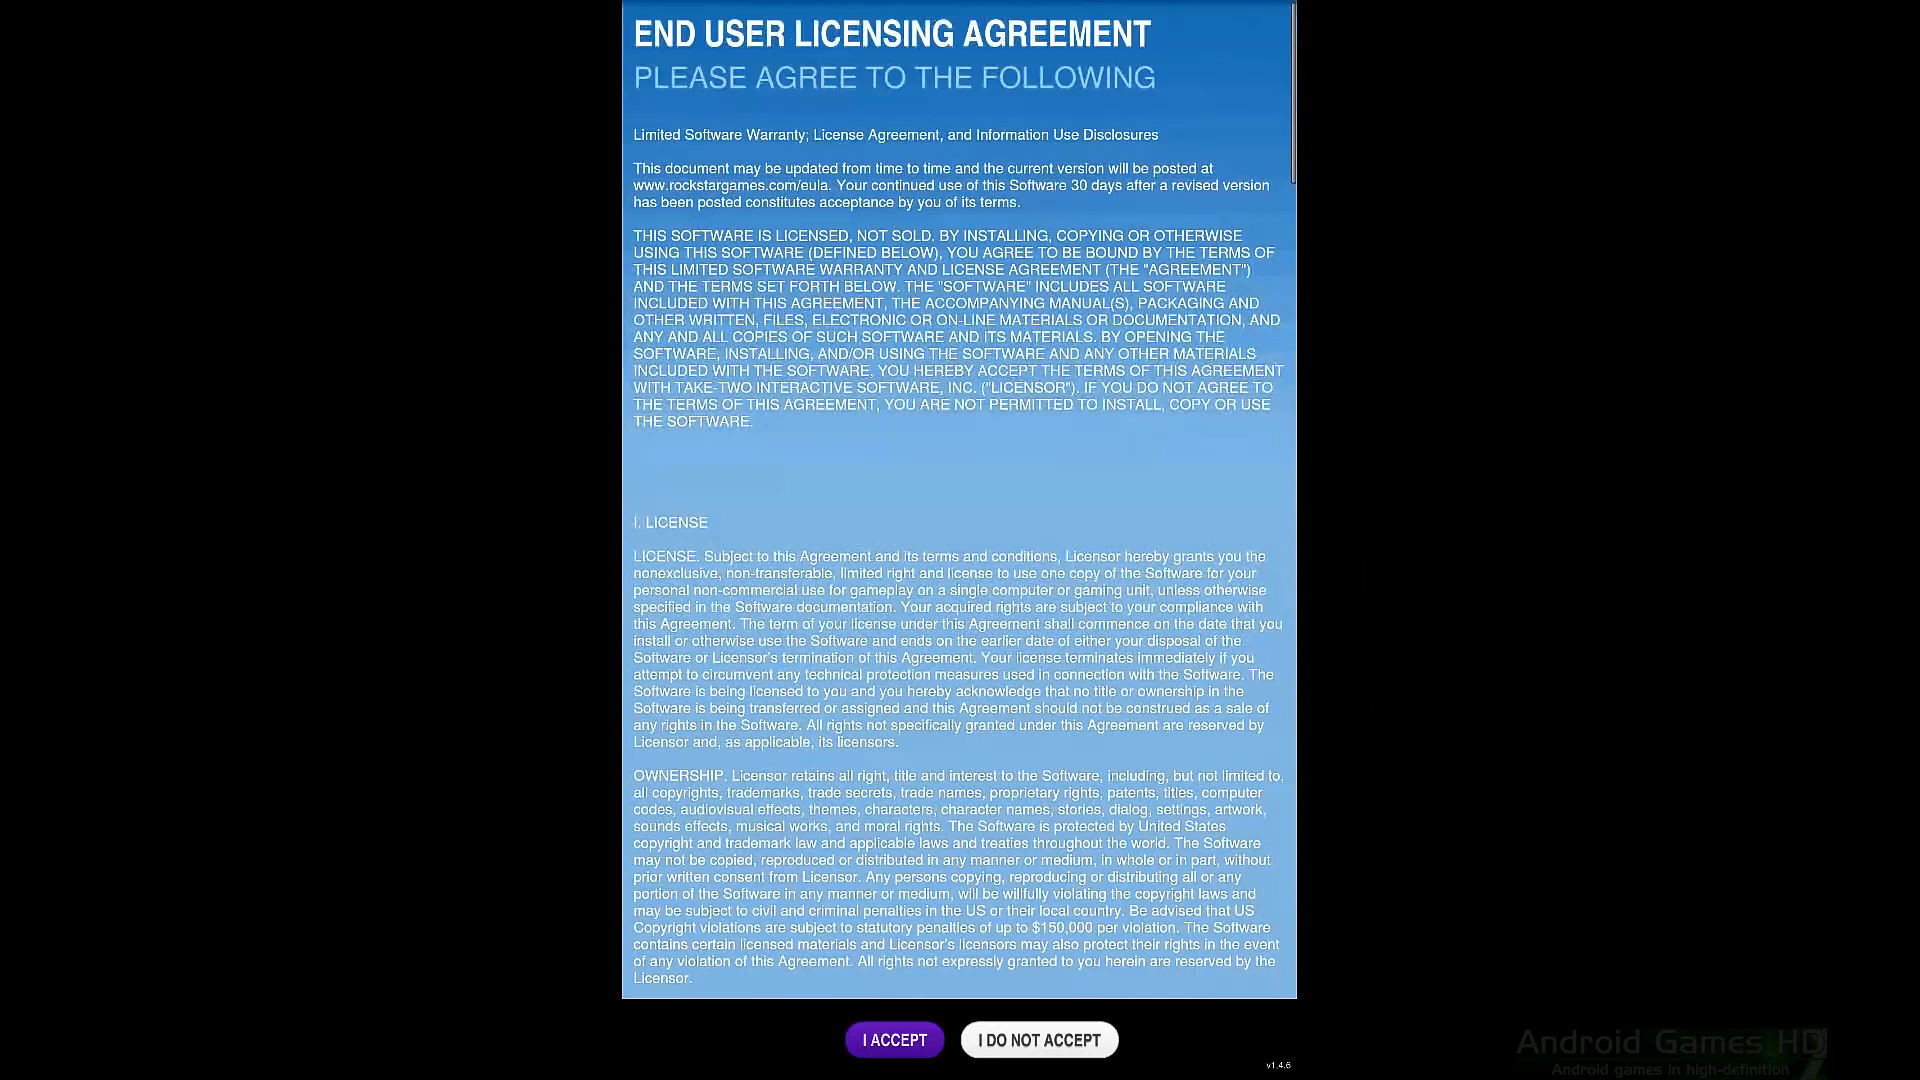 END USER LICENSING AGREEMENT
PLEASE AGREE TO THE FOLLOWING
Limited Software Warranty; License Agreement, and Information Use Disclosures
This document may be updated from time to time and the current version will be posted at
www.rockstargames.com/eula. Your continued use of this Software 30 days after a revised version
has been posted constitutes acceptance by you of its terms.
THIS SOFTWARE IS LICENSED, NOT SOLD. BY INSTALLING, COPYING OR OTHERWISE
USING THIS SOFTWARE (DEFINED BELOW), YOU AGREE TO BE BOUND BY THE TERMS OF
THIS LIMITED SOFTWARE WARRANTY AND LICENSE AGREEMENT (THE "AGREEMENT")
AND THE TERMS SET FORTH BELOW. THE "SOFTWARE" INCLUDES ALL SOFTWARE
INCLUDED WITH THIS AGREEMENT, THE ACCOMPANYING MANUAL(S), PACKAGING AND
OTHER WRITTEN, FILES, ELECTRONIC OR ON-LINE MATERIALS OR DOCUMENTATION, AND
ANY AND ALL COPIES OF SUCH SOFTWARE AND ITS MATERIALS. BY OPENING THE
SOFTWARE, INSTALLING, AND/OR USING THE SOFTWARE AND ANY OTHER MATERIALS
INCLUDED WITH THE SOFTWARE, YOU HEREBY ACCEPT THE TERMS OF THIS AGREEMENT
WITH TAKE-TWO INTERACTIVE SOFTWARE, INC. ("LICENSOR"). IF YOU DO NOT AGREE TO
THE TERMS OF THIS AGREEMENT, YOU ARE NOT PERMITTED TO INSTALL, COPY OR USE
THE SOFTWARE.
I. LICENSE
LICENSE. Subject to this Agreement and its terms and conditions, Licensor hereby grants you the
nonexclusive, non-transferable, limited right and license to use one copy of the Software for your
personal non-commercial use for gameplay on a single computer or gaming unit, unless otherwise
specified in the Software documentation. Your acquired rights are subject to your compliance with
this Agreement. The term of your license under this Agreement shall commence on the date that you
install or otherwise use the Software and ends on the earlier date of either your disposal of the
Software or Licensor's termination of this Agreement. Your license terminates immediately if you
attempt to circumvent any technical protection measures used in connection with the Software. The
Software is being licensed to you and you hereby acknowledge that no title or ownership in the
Software is being transferred or assigned and this Agreement should not be construed as a sale of
any rights in the Software. All rights not specifically granted under this Agreement are reserved by
Licensor and, as applicable, its licensors.
OWNERSHIP. Licensor retains all right, title and interest to the Software, including, but not limited to,
all copyrights, trademarks, trade secrets, trade names, proprietary rights, patents, titles, computer
codes, audiovisual effects, themes, characters, character names, stories, dialog, settings, artwork,
sounds effects, musical works, and moral rights. The Software is protected by United States
copyright and trademark law and applicable laws and treaties throughout the world. The Software
may not be copied, reproduced or distributed in any manner or medium, in whole or in part, without
prior written consent from Licensor. Any persons copying, reproducing or distributing all or any
portion of the Software in any manner or medium, will be willfully violating the copyright laws and
may be subject to civil and criminal penalties in the US or their local country. Be advised that US
Copyright violations are subject to statutory penalties of up to $150,000 per violation. The Software
contains certain licensed materials and Licensor's licensors may also protect their rights in the event
of any violation of this Agreement. All rights not expressly granted to you herein are reserved by the
Licensor.
I ACCEPT
I DO NOT ACCEPT
v1.4.6
Android Games HD
Android games in high-definition